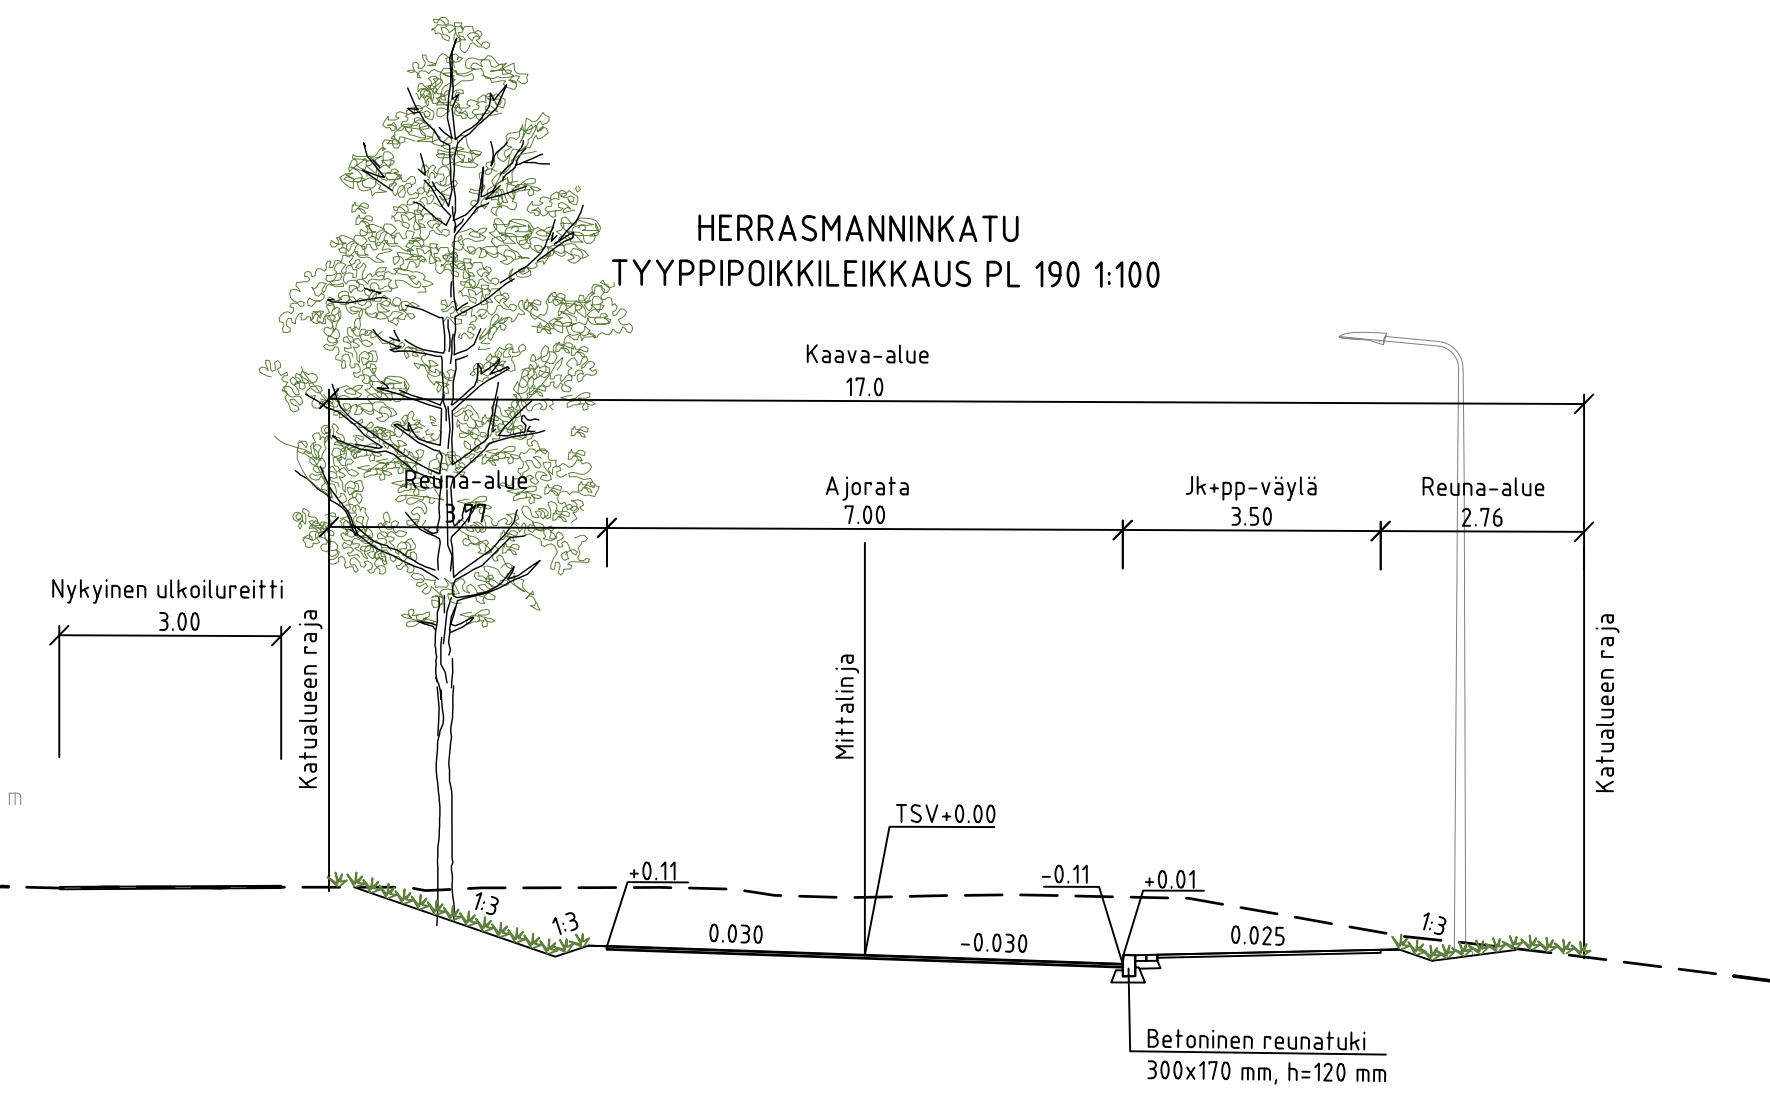 HERRASMANNINKATU
TYYPPIPOIKKILEIKKAUS PL 190 1:100
Kaava-alue
17.0
Reuna-alue
3.77
Ajorata
7.00
Jk+pp-väylä
3.50
Reuna-alue
2.76
Nykyinen ulkoilureitti
3.00
Katualueen raja
Mittalinja
Katualueen raja
m
TSV+0.00
+0.11
-0.11
+0.01
1:3
1:3
0.030
-0.030
0.025
1:3
Betoninen reunatuki
300x170 mm, h=120 mm